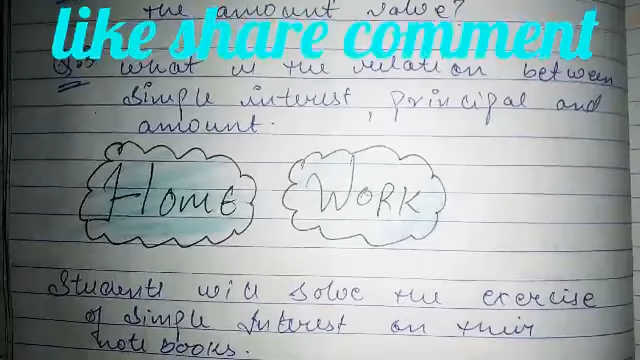 the amount value?
like share comment
Q.3 What is the relation between
simple interest, principal and
amount.
HOME WORK
Students will solve the exercise
of Simple Interest on their
note books.